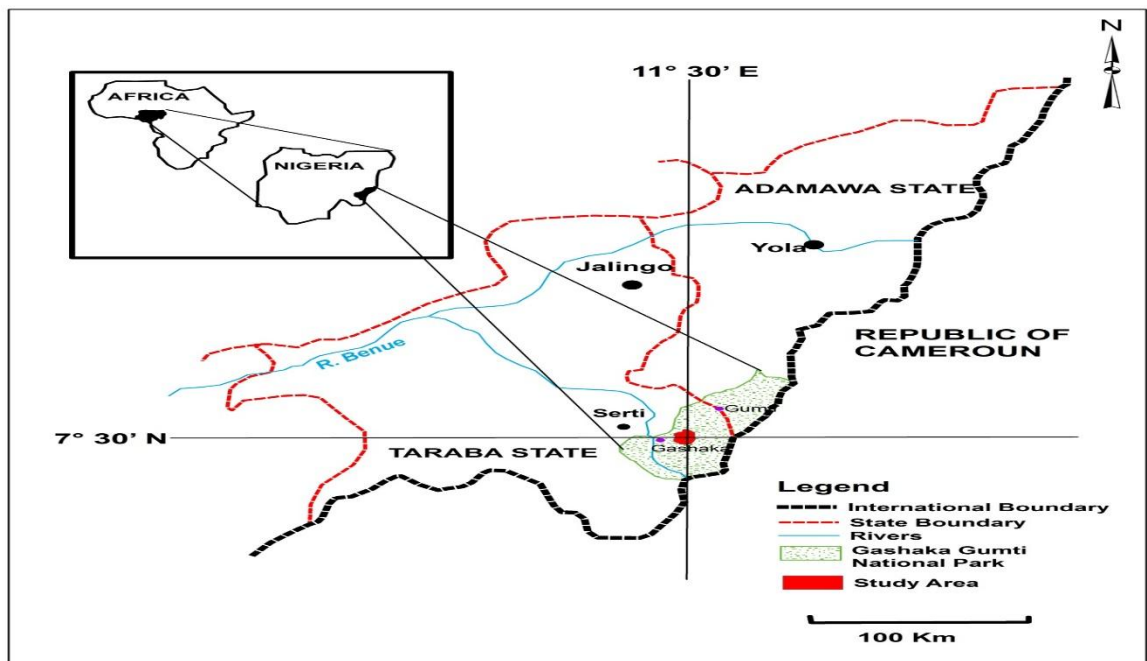 N
11° 30’ E
AFRICA
NIGERIA
ADAMAWA STATE
Yola
Jalingo
REPUBLIC OF
CAMEROUN
R. Benue
Gumti
Serti
7° 30’ N
Gashaka
TARABA STATE
Legend
International Boundary
State Boundary
Rivers
Gashaka Gumti
National Park
Study Area
100 Km